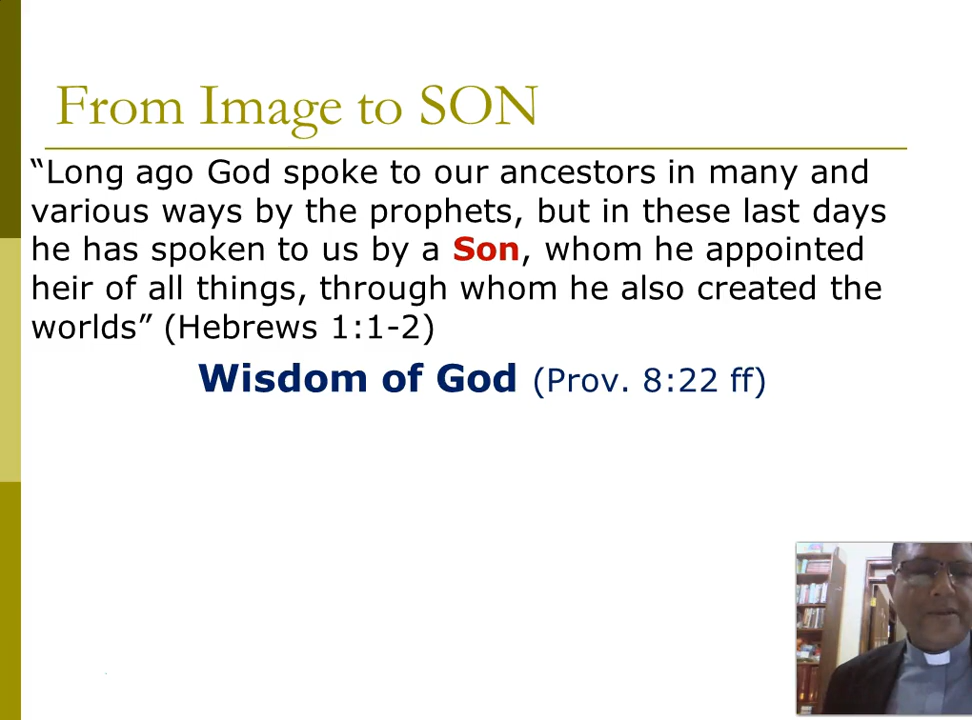 From Image to SON
“Long ago God spoke to our ancestors in many and
various ways by the prophets, but in these last days
he has spoken to us by a Son, whom he appointed
heir of all things, through whom he also created the
worlds” (Hebrews 1:1-2)
Wisdom of God (Prov. 8:22 ff)